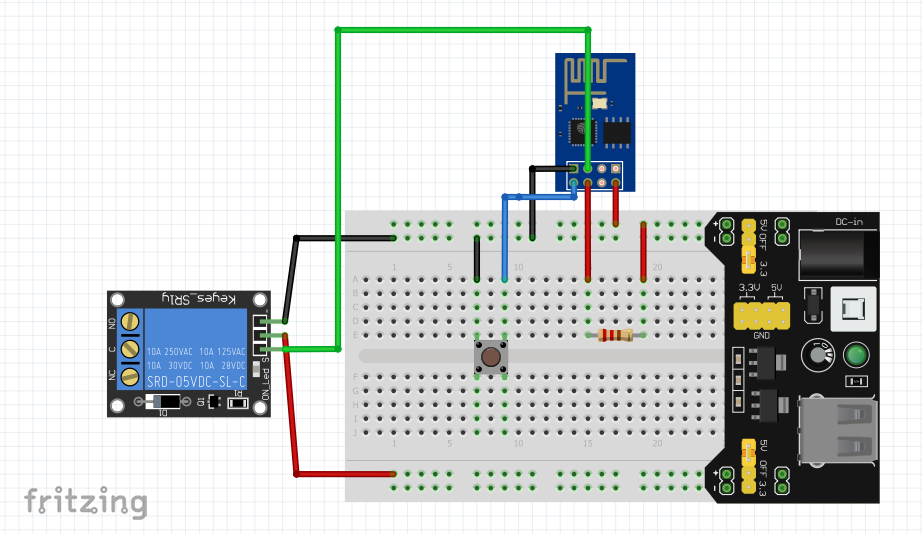 Keyes_SRly
NO
C
NC
10A 250VAC 10A 125VAC
10A 30VDC 10A 28VDC
SRD-05VDC-SL-C
ON_Led
S
D1
Q1
R1
+
-
1
5
10
15
20
A
B
C
D
E
F
G
H
I
J
1
5
10
15
20
+
-
5V
OFF
3.3
DC-in
3.3V
5V
GND
5V
OFF
3.3
+
-
fritzing